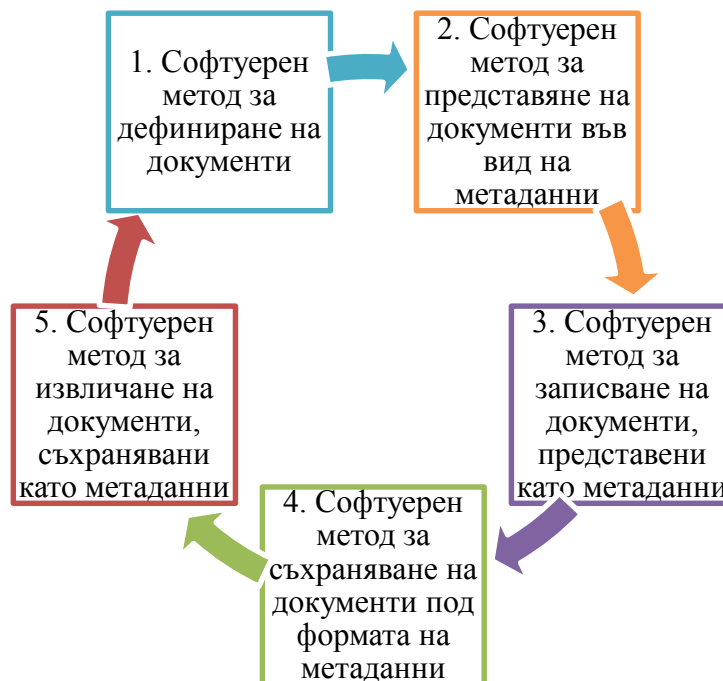 1. Софтуерен
метод за
дефиниране на
документи
2. Софтуерен
метод за
представяне на
документи във
вид на
метаданни
3. Софтуерен
метод за
записване на
документи,
представени
като метаданни
4. Софтуерен
метод за
съхраняване на
документи под
формата на
метаданни
5. Софтуерен
метод за
извличане на
документи,
съхранявани
като метаданни